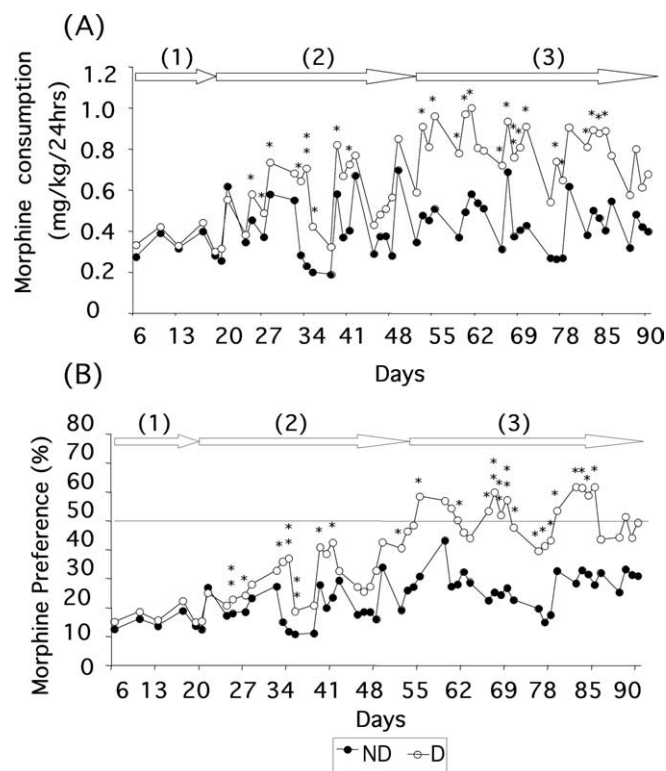 (A)
(1) (2) (3)
Morphine consumption
(mg/kg/24hrs)
1.2
1.0
0.8
0.6
0.4
0.2
0
6 13 20 27 34 41 48 55 62 69 78 85 90
Days
(B)
(1) (2) (3)
Morphine Preference (%)
80
70
60
50
40
30
20
10
0
6 13 20 27 34 41 48 55 62 69 78 85 90
Days
ND D